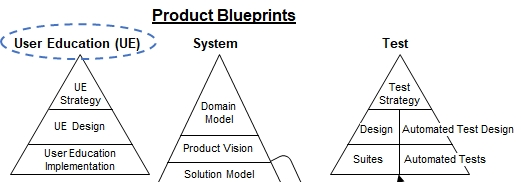 Product Blueprints
User Education (UE)
System
Test
UE
Strategy
UE Design
User Education
Implementation
Domain
Model
Product Vision
Solution Model
Test
Strategy
Design
Automated Test Design
Suites
Automated Tests